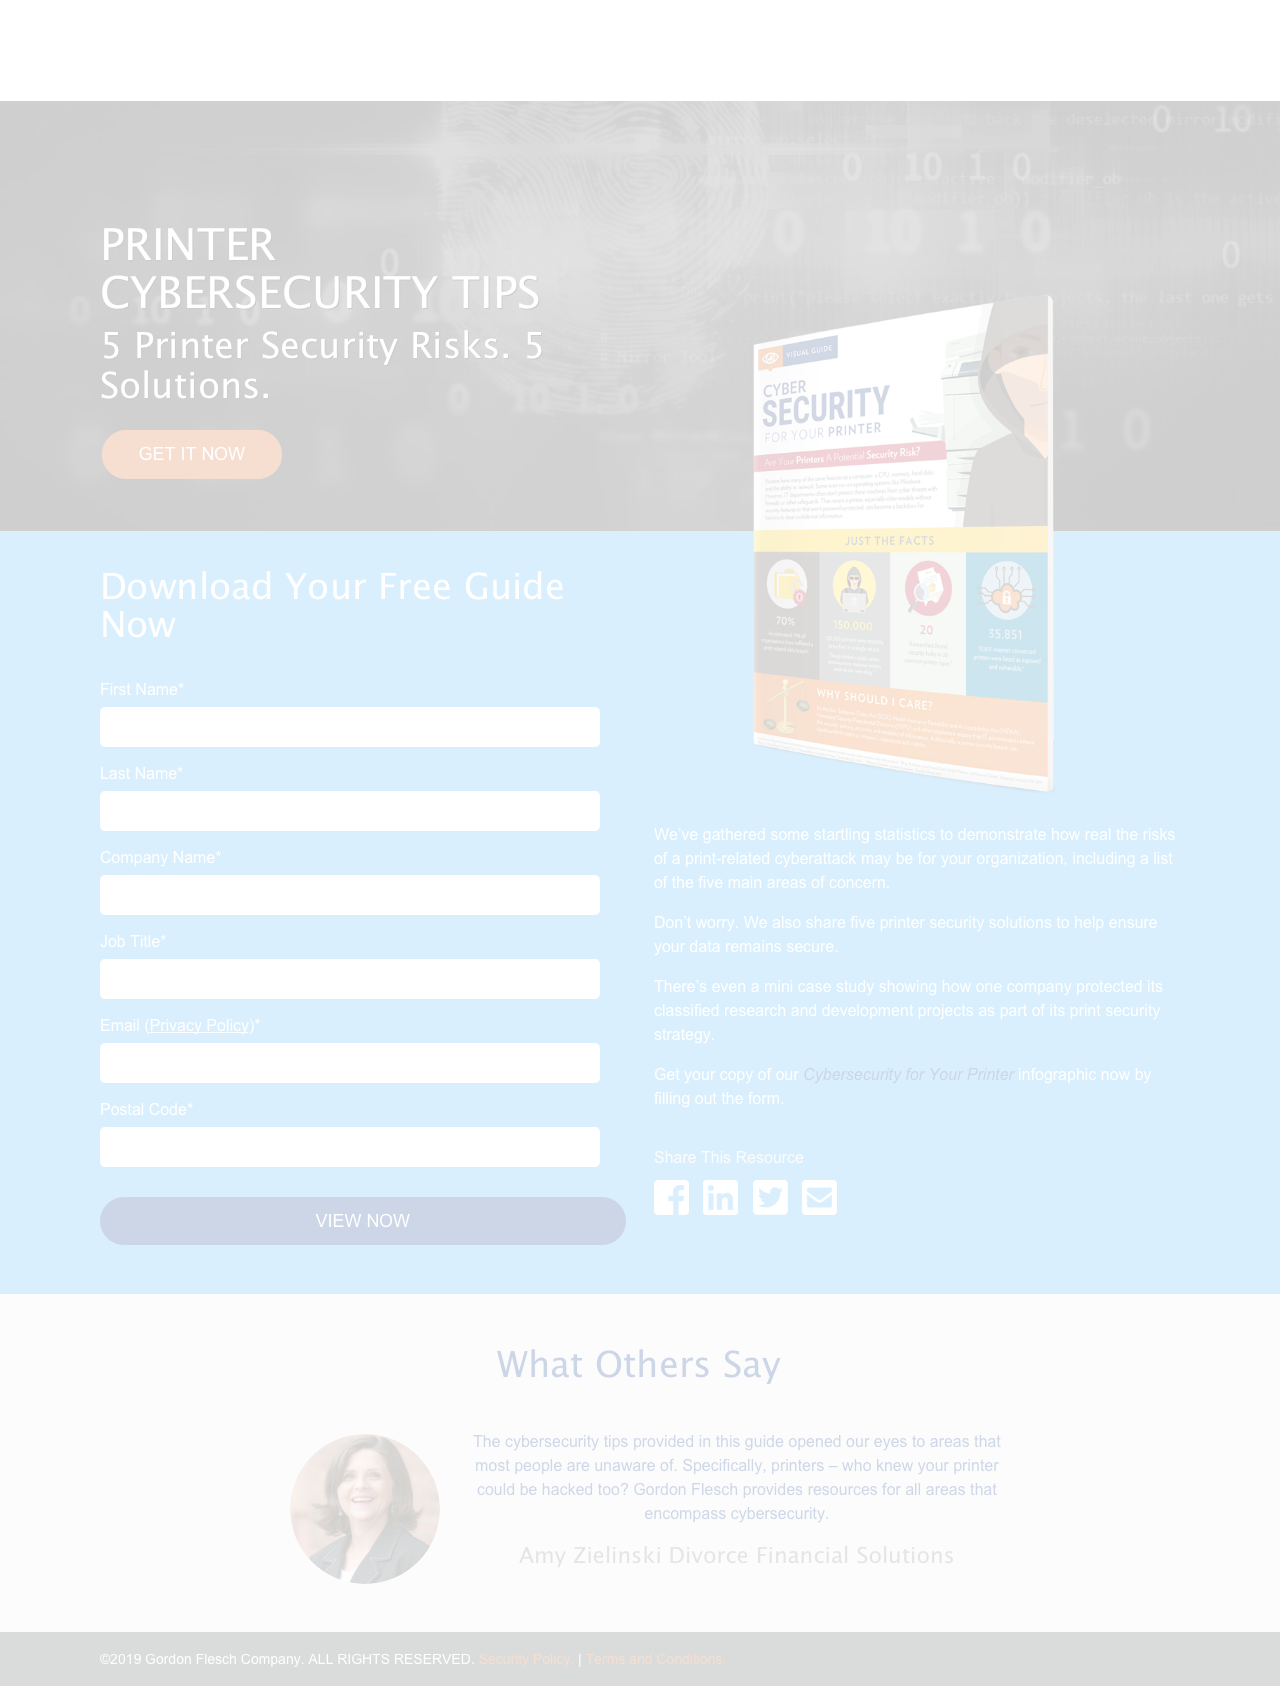 PRINTER
CYBERSECURITY TIPS
5 Printer Security Risks. 5
Solutions.
GET IT NOW
VISUAL GUIDE
CYBER
SECURITY
FOR YOUR PRINTER
Are Your Printers A Potential Security Risk?
JUST THE FACTS
70%
150,000
20
35,851
WHY SHOULD I CARE?
Download Your Free Guide
Now
First Name*
Last Name*
Company Name*
Job Title*
Email (Privacy Policy)*
Postal Code*
VIEW NOW
We've gathered some startling statistics to demonstrate how real the risks
of a print-related cyberattack may be for your organization, including a list
of the five main areas of concern.
Don't worry. We also share five printer security solutions to help ensure
your data remains secure.
There's even a mini case study showing how one company protected its
classified research and development projects as part of its print security
strategy.
Get your copy of our Cybersecurity for Your Printer infographic now by
filling out the form.
Share This Resource
What Others Say
The cybersecurity tips provided in this guide opened our eyes to areas that
most people are unaware of. Specifically, printers – who knew your printer
could be hacked too? Gordon Flesch provides resources for all areas that
encompass cybersecurity.
Amy Zielinski Divorce Financial Solutions
©2019 Gordon Flesch Company. ALL RIGHTS RESERVED. Security Policy. | Terms and Conditions.